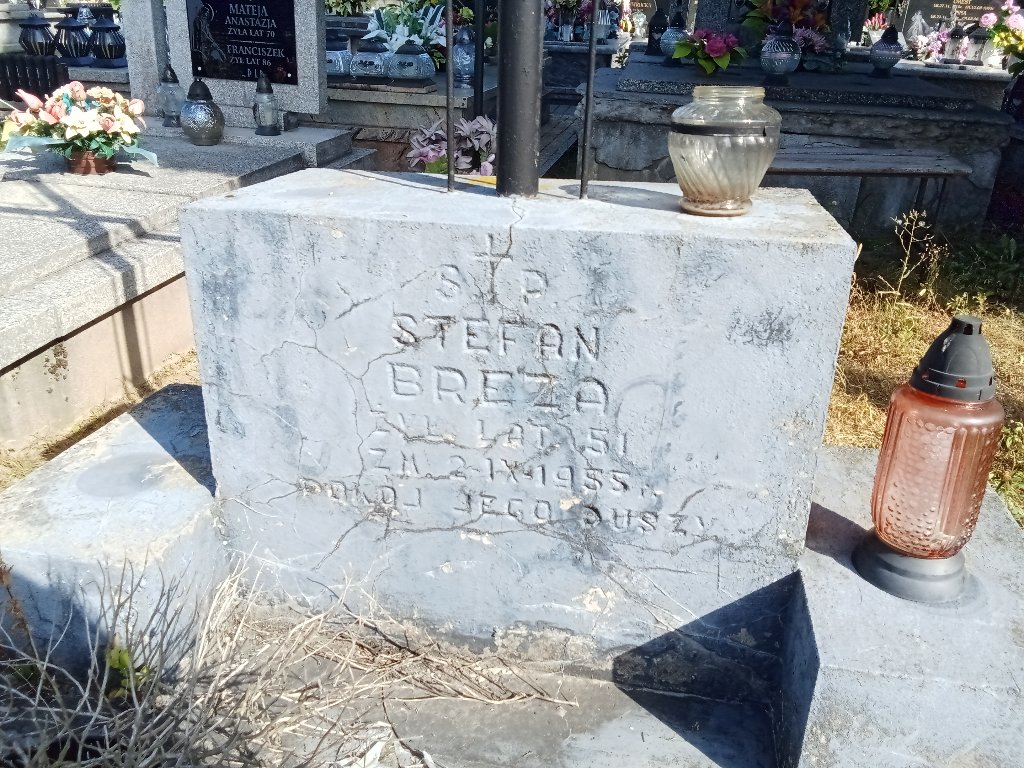 MATEJA
ANASTAZJA
ŻYŁA LAT 70
FRANCISZEK
ŻYŁ LAT 86
Ś P
STEFAN
BREZA
ŻYŁ LAT 51
ZM. 2-IX-1955
POKÓJ JEGO DUSZY